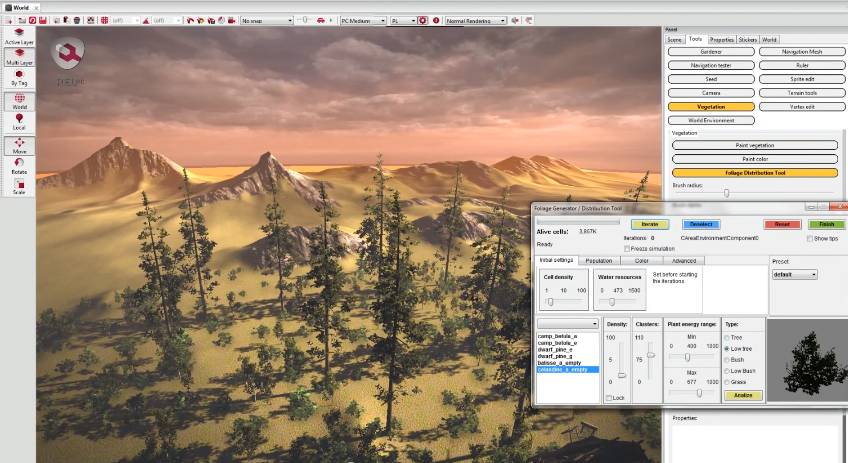 World
(off)
(off)
No snap
PC Medium
PL
Normal Rendering
Active Layer
Multi Layer
By Tag
World
Local
Move
Rotate
Scale
Panel
Scene Tools Properties Stickers World
Gardener Navigation Mesh
Navigation tester Ruler
Seed Sprite edit
Camera Terrain tools
Vegetation Vertex edit
World Environment
Vegetation
Paint vegetation
Paint color
Foliage Distribution Tool
Brush radius:
Foliage Generator / Distribution Tool
Iterate Deselect Reset Finish
Alive cells: 3,867K
Iterations: 0 CAreaEnvironmentComponent0
Ready
Freeze simulation
Show tips
Initial settings Population Color Advanced
Preset:
default
Cell density
1 10 100
Water resources
0 473 1500
Set before starting
the iterations.
camp_betula_a
camp_betula_e
dwarf_pine_e
dwarf_pine_g
batisse_a_empty
celandine_a_empty
Density:
100
5
0
Lock
Clusters:
110
75
0
Plant energy range:
Min
0 400 1000
Max
0 677 1000
Type:
Tree
Low tree
Bush
Low Bush
Grass
Analize
Properties: